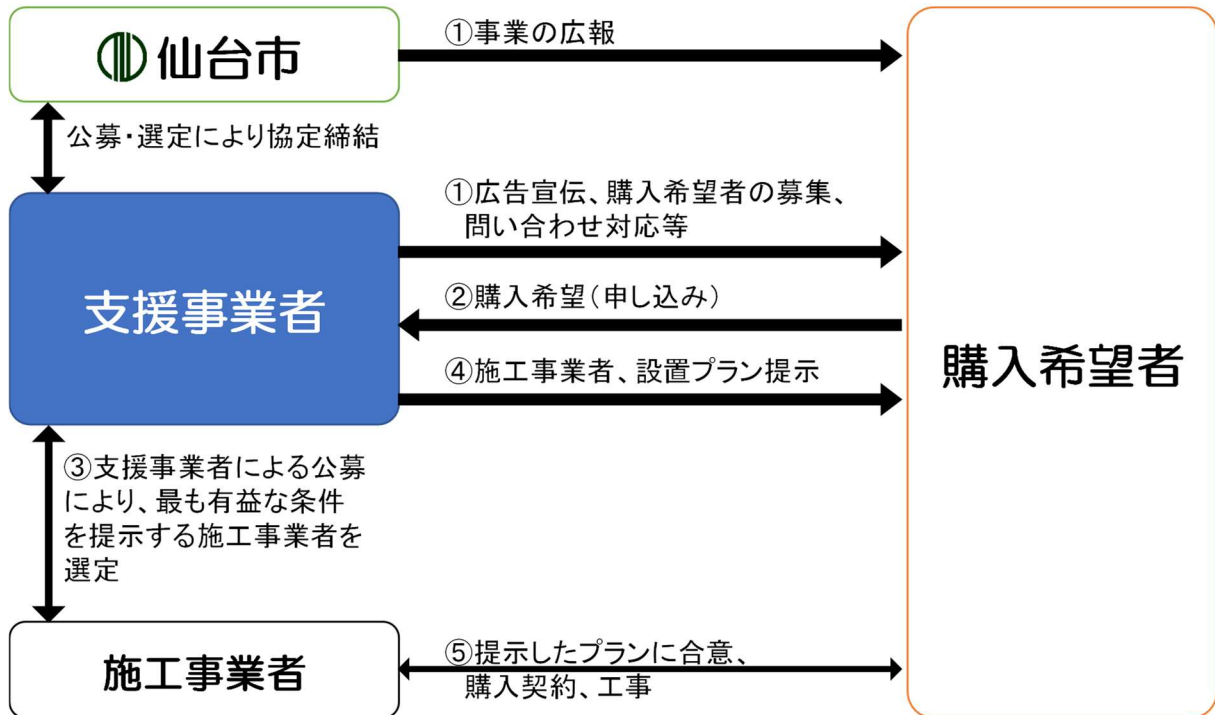 仙台市
①事業の広報
公募・選定により協定締結
支援事業者
①広告宣伝、購入希望者の募集、
問い合わせ対応等
②購入希望(申し込み)
④施工事業者、設置プラン提示
購入希望者
③支援事業者による公募
により、最も有益な条件
を提示する施工事業者を
選定
施工事業者
⑤提示したプランに合意、
購入契約、工事